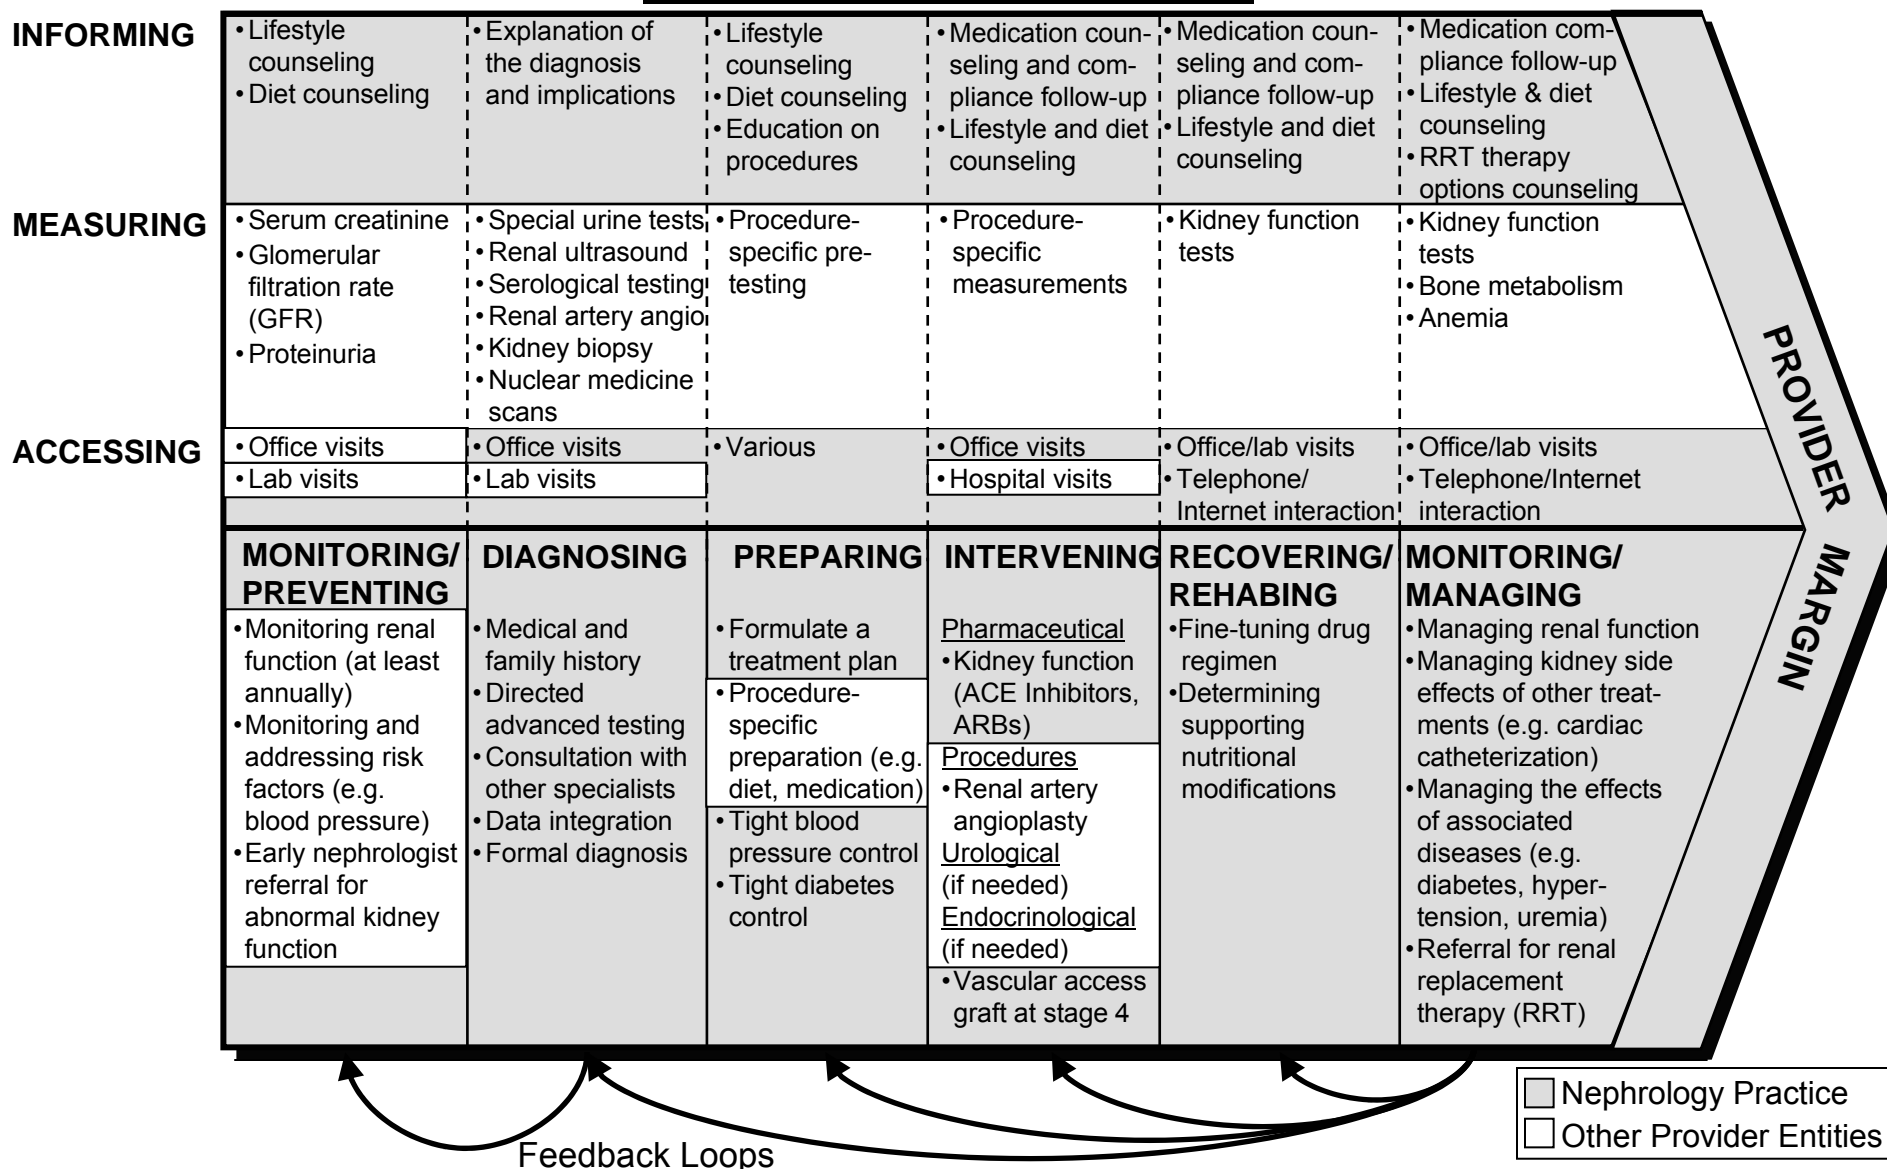 INFORMING
• Lifestyle
counseling
• Diet counseling
• Explanation of
the diagnosis
and implications
• Lifestyle
counseling
• Diet counseling
• Education on
procedures
• Medication coun-
seling and com-
pliance follow-up
• Lifestyle and diet
counseling
• Medication coun-
seling and com-
pliance follow-up
• Lifestyle and diet
counseling
• Medication com-
pliance follow-up
• Lifestyle & diet
counseling
• RRT therapy
options counseling
MEASURING
• Serum creatinine
• Glomerular
filtration rate
(GFR)
• Proteinuria
• Special urine tests
• Renal ultrasound
• Serological testing
• Renal artery angio
• Kidney biopsy
• Nuclear medicine
scans
• Procedure-
specific pre-
testing
• Procedure-
specific
measurements
• Kidney function
tests
• Kidney function
tests
• Bone metabolism
• Anemia
ACCESSING
• Office visits
• Lab visits
• Office visits
• Lab visits
• Various
• Office visits
• Hospital visits
• Office/lab visits
• Telephone/
Internet interaction
• Office/lab visits
• Telephone/Internet
interaction
MONITORING/
PREVENTING
• Monitoring renal
function (at least
annually)
• Monitoring and
addressing risk
factors (e.g.
blood pressure)
• Early nephrologist
referral for
abnormal kidney
function
DIAGNOSING
• Medical and
family history
• Directed
advanced testing
• Consultation with
other specialists
• Data integration
• Formal diagnosis
PREPARING
• Formulate a
treatment plan
• Procedure-
specific
preparation (e.g.
diet, medication)
• Tight blood
pressure control
• Tight diabetes
control
INTERVENING
Pharmaceutical
• Kidney function
(ACE Inhibitors,
ARBs)
Procedures
• Renal artery
angioplasty
Urological
(if needed)
Endocrinological
(if needed)
• Vascular access
graft at stage 4
RECOVERING/
REHABING
• Fine-tuning drug
regimen
• Determining
supporting
nutritional
modifications
MONITORING/
MANAGING
• Managing renal function
• Managing kidney side
effects of other treat-
ments (e.g. cardiac
catheterization)
• Managing the effects
of associated
diseases (e.g.
diabetes, hyper-
tension, uremia)
• Referral for renal
replacement
therapy (RRT)
PROVIDER
MARGIN
Feedback Loops
Nephrology Practice
Other Provider Entities